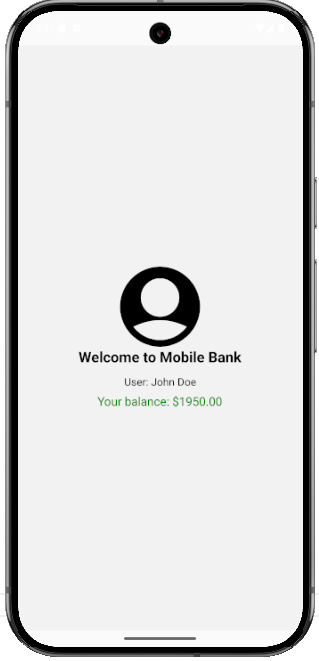 Welcome to Mobile Bank
User: John Doe
Your balance: $1950.00